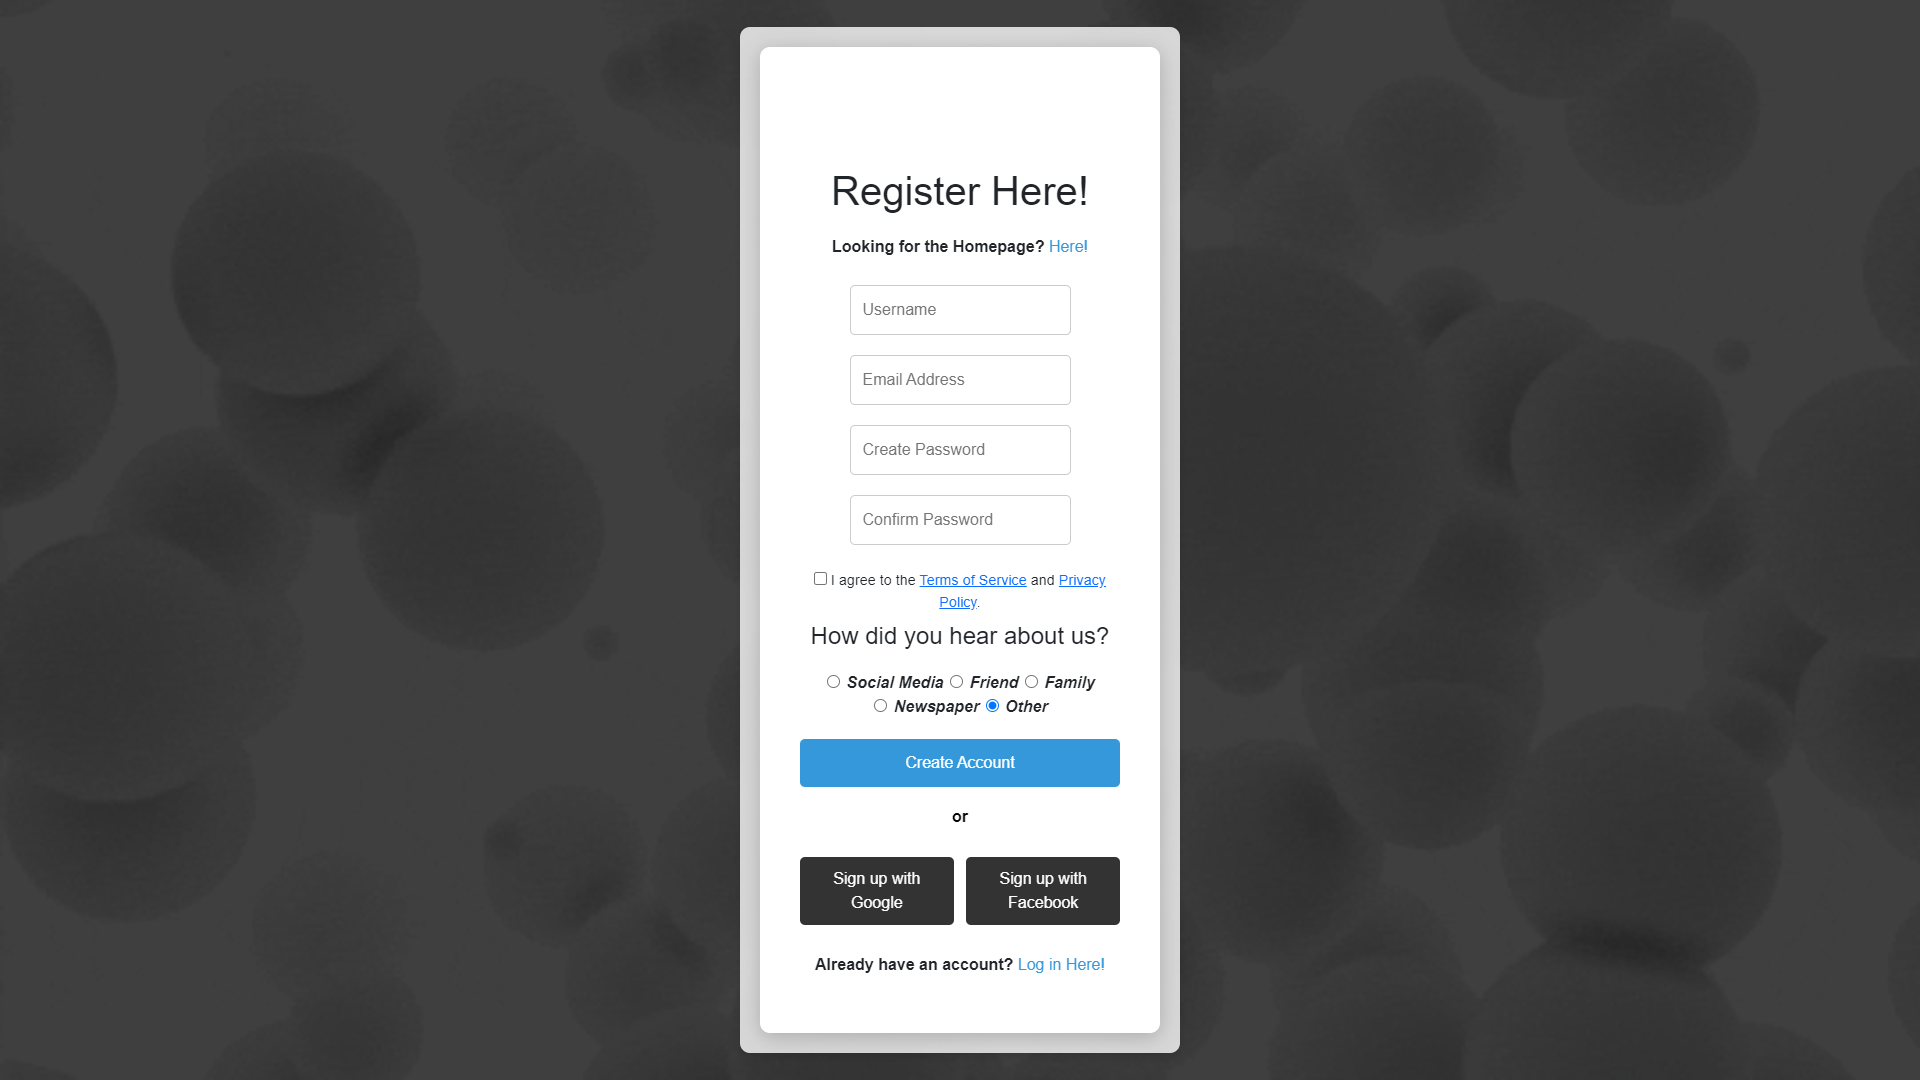 Register Here!
Looking for the Homepage? Here!
Username
Email Address
Create Password
Confirm Password
I agree to the Terms of Service and Privacy
Policy.
How did you hear about us?
Social Media Friend Family
Newspaper Other
Create Account
or
Sign up with
Google
Sign up with
Facebook
Already have an account? Log in Here!